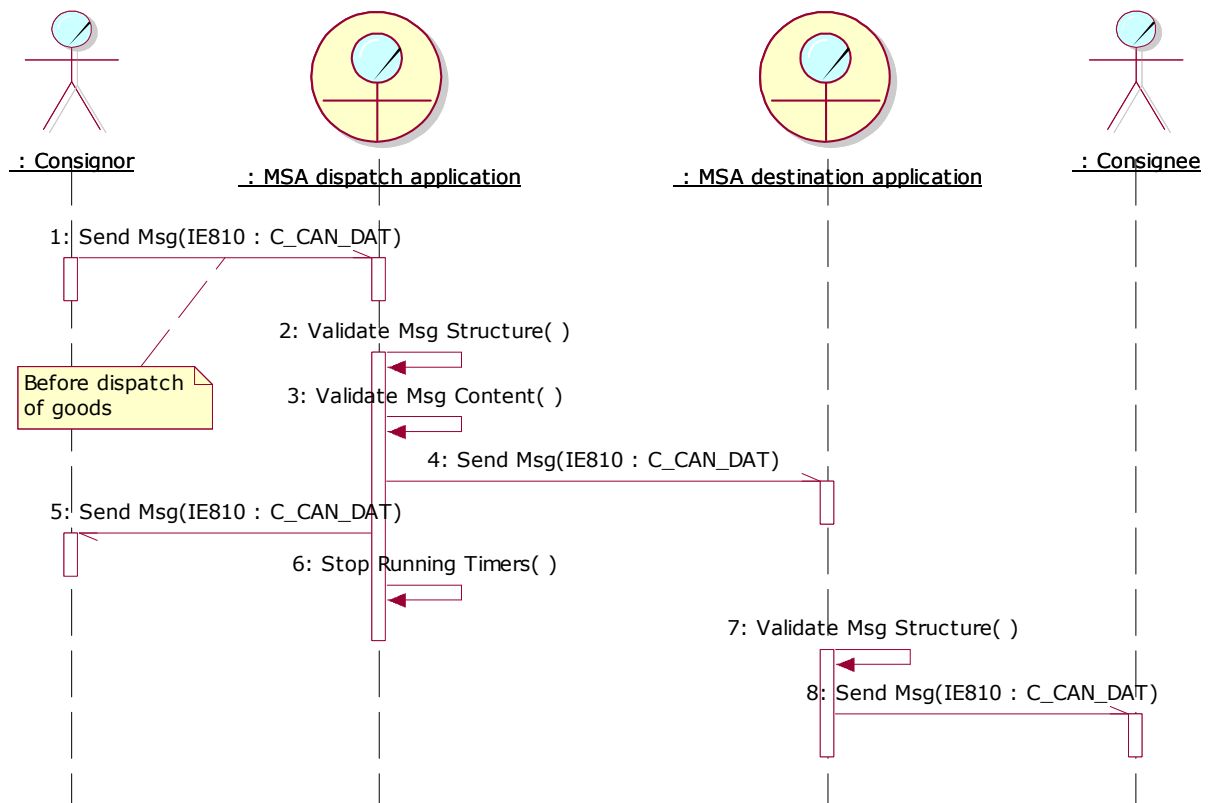 : Consignor
: MSA dispatch application
: MSA destination application
: Consignee
1: Send Msg(IE810 : C_CAN_DAT)
2: Validate Msg Structure( )
Before dispatch
of goods
3: Validate Msg Content( )
4: Send Msg(IE810 : C_CAN_DAT)
5: Send Msg(IE810 : C_CAN_DAT)
6: Stop Running Timers( )
7: Validate Msg Structure( )
8: Send Msg(IE810 : C_CAN_DAT)